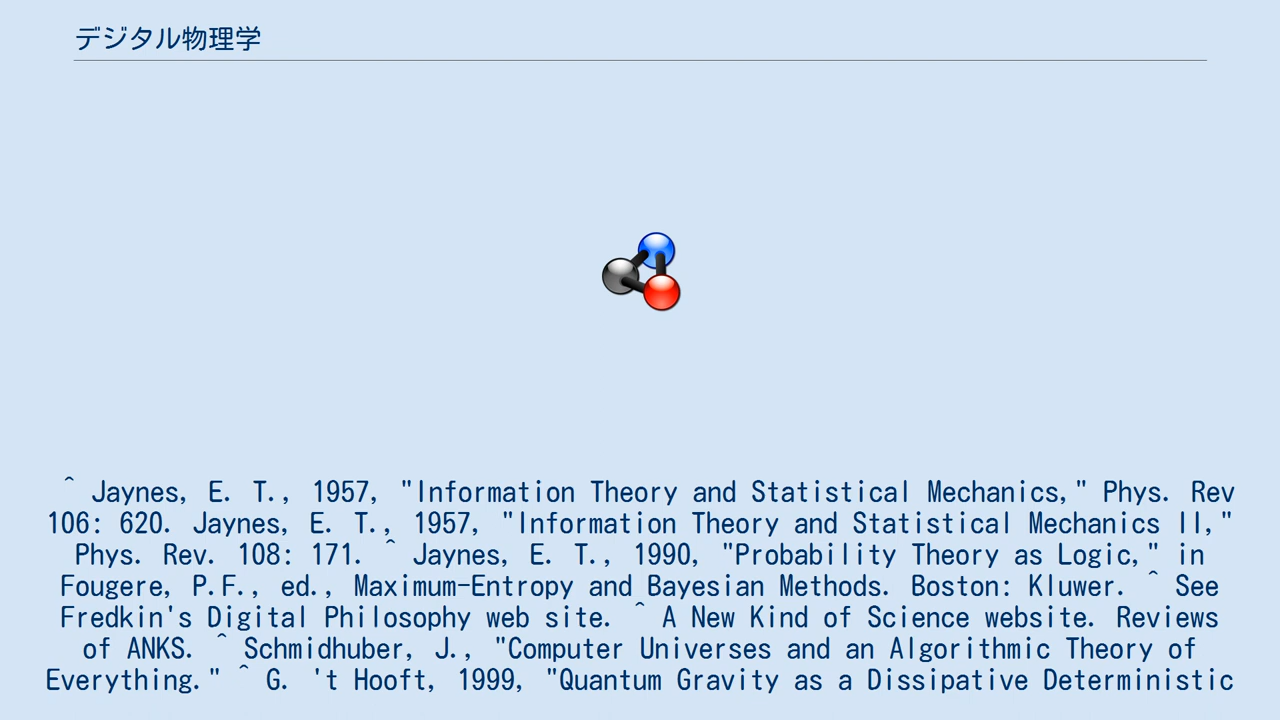 デジタル物理学
^ Jaynes, E. T., 1957, "Information Theory and Statistical Mechanics," Phys. Rev
106: 620. Jaynes, E. T., 1957, "Information Theory and Statistical Mechanics II,"
Phys. Rev. 108: 171. ^ Jaynes, E. T., 1990, "Probability Theory as Logic," in
Fougere, P.F., ed., Maximum-Entropy and Bayesian Methods. Boston: Kluwer. ^ See
Fredkin's Digital Philosophy web site. ^ A New Kind of Science website. Reviews
of ANKS. ^ Schmidhuber, J., "Computer Universes and an Algorithmic Theory of
Everything." ^ G. 't Hooft, 1999, "Quantum Gravity as a Dissipative Deterministic